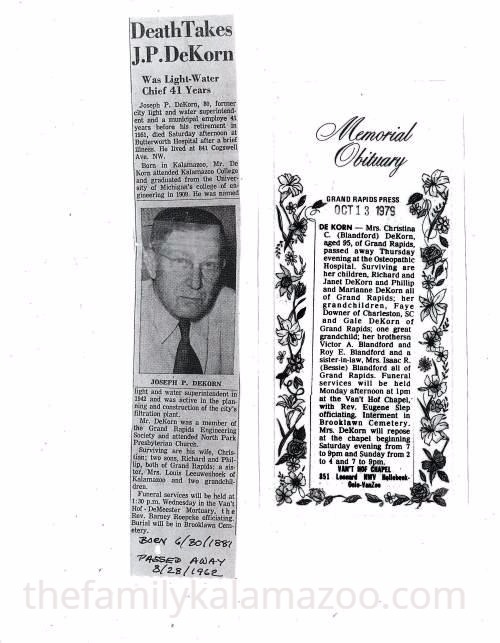 Death Takes
J.P. DeKorn
Was Light-Water
Chief 41 Years
Joseph P. DeKorn, 80, former
city light and water superintend-
ent and a municipal employe 41
years before his retirement in
1951, died Saturday afternoon at
Butterworth Hospital after a brief
illness. He lived at 841 Cogswell
Ave. NW.
Born in Kalamazoo, Mr. De
Korn attended Kalamazoo College
and graduated from the Univer-
sity of Michigan's college of en-
gineering in 1909. He was named
JOSEPH P. DEKORN
light and water superintendent in
1942 and was active in the plan-
ning and construction of the city's
filtration plant.
Mr. DeKorn was a member of
the Grand Rapids Engineering
Society and attended North Park
Presbyterian Church.
Surviving are his wife, Chris-
tian; two sons, Richard and Phil-
lip, both of Grand Rapids; a sis-
ter, Mrs. Louis Leeuwenhoek of
Kalamazoo and two grandchil-
dren.
Funeral services will be held at
1:30 p.m. Wednesday in the Van't
Hof-DeMeester Mortuary, the
Rev. Barney Roepcke officiating.
Burial will be in Brooklawn Cem-
etery.
BORN 6/30/1881
PASSED AWAY
8/28/1962
Memorial
Obituary
GRAND RAPIDS PRESS
OCT 13 1979
DE KORN — Mrs. Christina
C. (Blandford) DeKorn,
aged 95, of Grand Rapids,
passed away Thursday
evening at the Osteopathic
Hospital. Surviving are
her children, Richard and
Janet DeKorn and Phillip
and Marianne DeKorn all
of Grand Rapids; her
grandchildren, Faye
Downer of Charleston, SC
and Gale DeKorn of
Grand Rapids; one great
grandchild; her brothersn
Victor A. Blandford and
Roy E. Blandford and a
sister-in-law, Mrs. Isaac R.
(Bessie) Blandford all of
Grand Rapids. Funeral
services will be held
Monday afternoon at 1pm
at the Van't Hof Chapel,
with Rev. Eugene Slep
officiating. Interment in
Brooklawn Cemetery.
Mrs. DeKorn will repose
at the chapel beginning
Saturday evening from 7
to 9pm and Sunday from 2
to 4 and 7 to 9pm.
VAN'T HOF CHAPEL
851 Leonard NW
thefamilykalamazoo.com